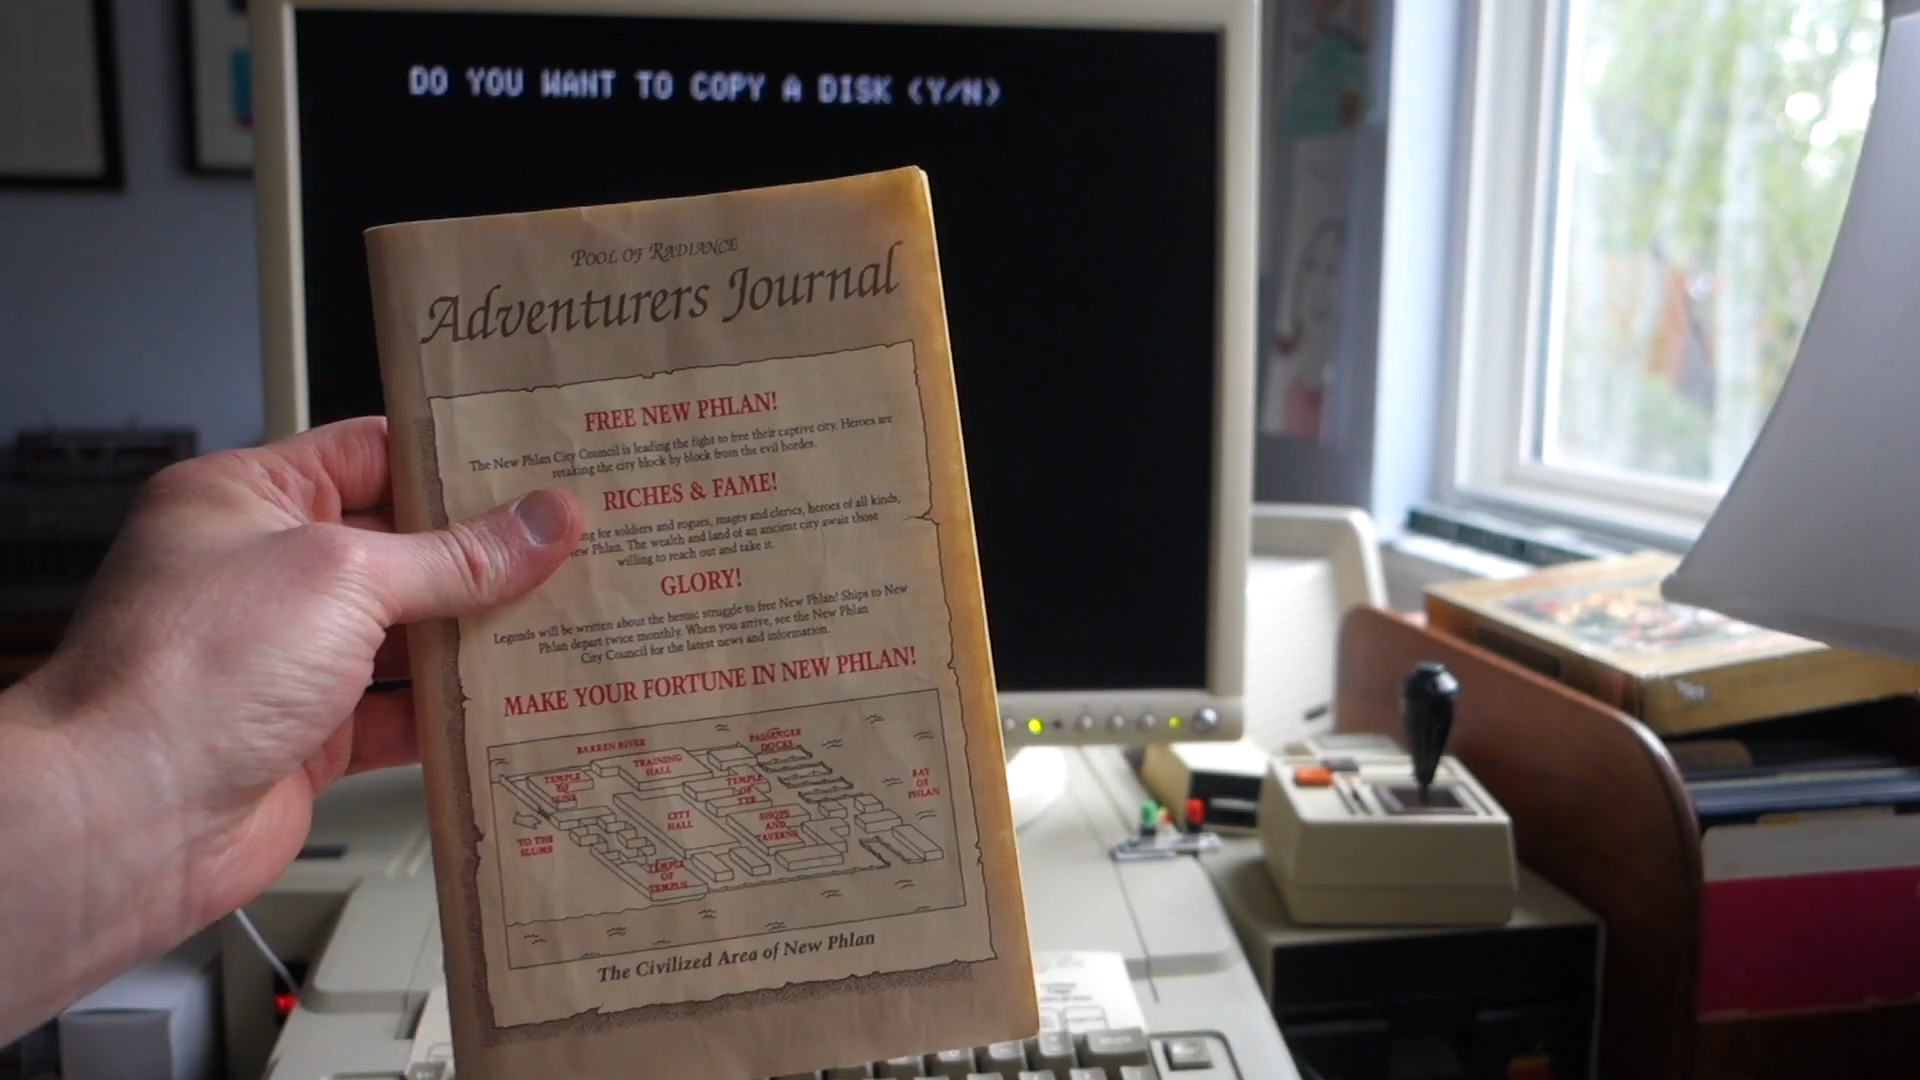 DO YOU WANT TO COPY A DISK (Y/N)
POOL OF RADIANCE
Adventurers Journal
FREE NEW PHLAN!
The New Phlan City Council is leading the fight to free their captive city. Heroes are
retaking the city block by block from the evil hordes.
RICHES & FAME!
for soldiers and rogues, mages and clerics, heroes of all kinds,
Phlan. The wealth and land of an ancient city await those
willing to reach out and take it.
GLORY!
Legends will be written about the heroic struggle to free New Phlan! Ships to New
Phlan depart twice monthly. When you arrive, see the New Phlan
City Council for the latest news and information.
MAKE YOUR FORTUNE IN NEW PHLAN!
BARREN RIVER
PASSENGER
DOCKS
TRAINING
HALL
TEMPLE
OF
SUNE
TEMPLE
OF
TYR
BAY
OF
PHLAN
CITY
HALL
SHOPS
AND
TAVERNS
TO THE
SLUMS
TEMPLE
OF
TEMPUS
The Civilized Area of New Phlan